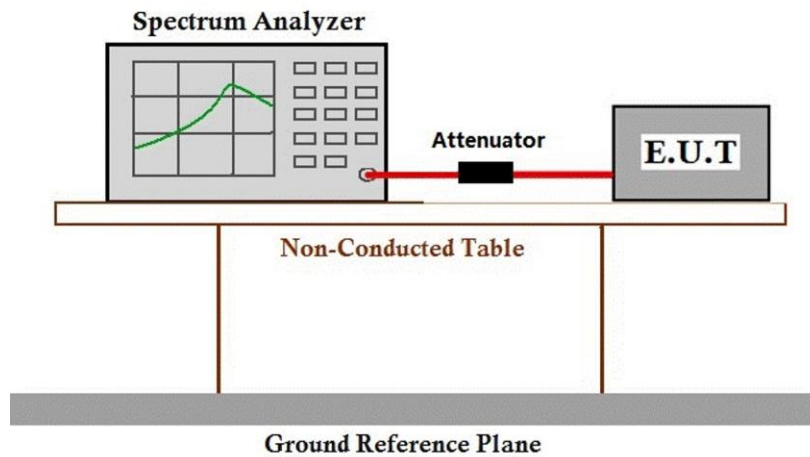 Spectrum Analyzer
Attenuator
E.U.T
Non-Conducted Table
Ground Reference Plane